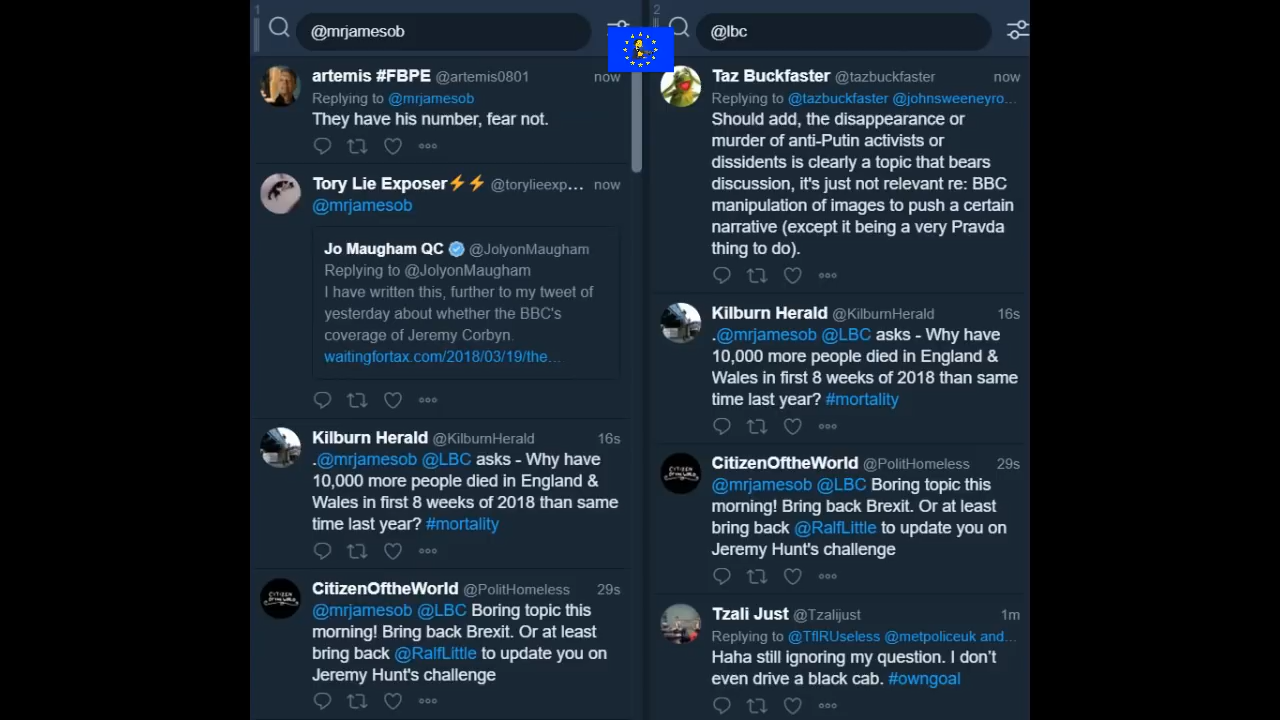 1
@mrjamesob
artemis #FBPE @artemis0801 now
Replying to @mrjamesob
They have his number, fear not.
Tory Lie Exposer⚡⚡ @torylieexp... now
@mrjamesob
Jo Maugham QC @JolyonMaugham
Replying to @JolyonMaugham
I have written this, further to my tweet of
yesterday about whether the BBC's
coverage of Jeremy Corbyn.
waitingfortax.com/2018/03/19/the...
Kilburn Herald @KilburnHerald 16s
.@mrjamesob @LBC asks - Why have
10,000 more people died in England &
Wales in first 8 weeks of 2018 than same
time last year? #mortality
CitizenOftheWorld @PolitHomeless 29s
@mrjamesob @LBC Boring topic this
morning! Bring back Brexit. Or at least
bring back @RalfLittle to update you on
Jeremy Hunt's challenge
2
@lbc
Taz Buckfaster @tazbuckfaster now
Replying to @tazbuckfaster @johnsweeneyro...
Should add, the disappearance or
murder of anti-Putin activists or
dissidents is clearly a topic that bears
discussion, it's just not relevant re: BBC
manipulation of images to push a certain
narrative (except it being a very Pravda
thing to do).
Kilburn Herald @KilburnHerald 16s
.@mrjamesob @LBC asks - Why have
10,000 more people died in England &
Wales in first 8 weeks of 2018 than same
time last year? #mortality
CitizenOftheWorld @PolitHomeless 29s
@mrjamesob @LBC Boring topic this
morning! Bring back Brexit. Or at least
bring back @RalfLittle to update you on
Jeremy Hunt's challenge
Tzali Just @Tzalijust 1m
Replying to @TflRUseless @metpoliceuk and...
Haha still ignoring my question. I don't
even drive a black cab. #owngoal